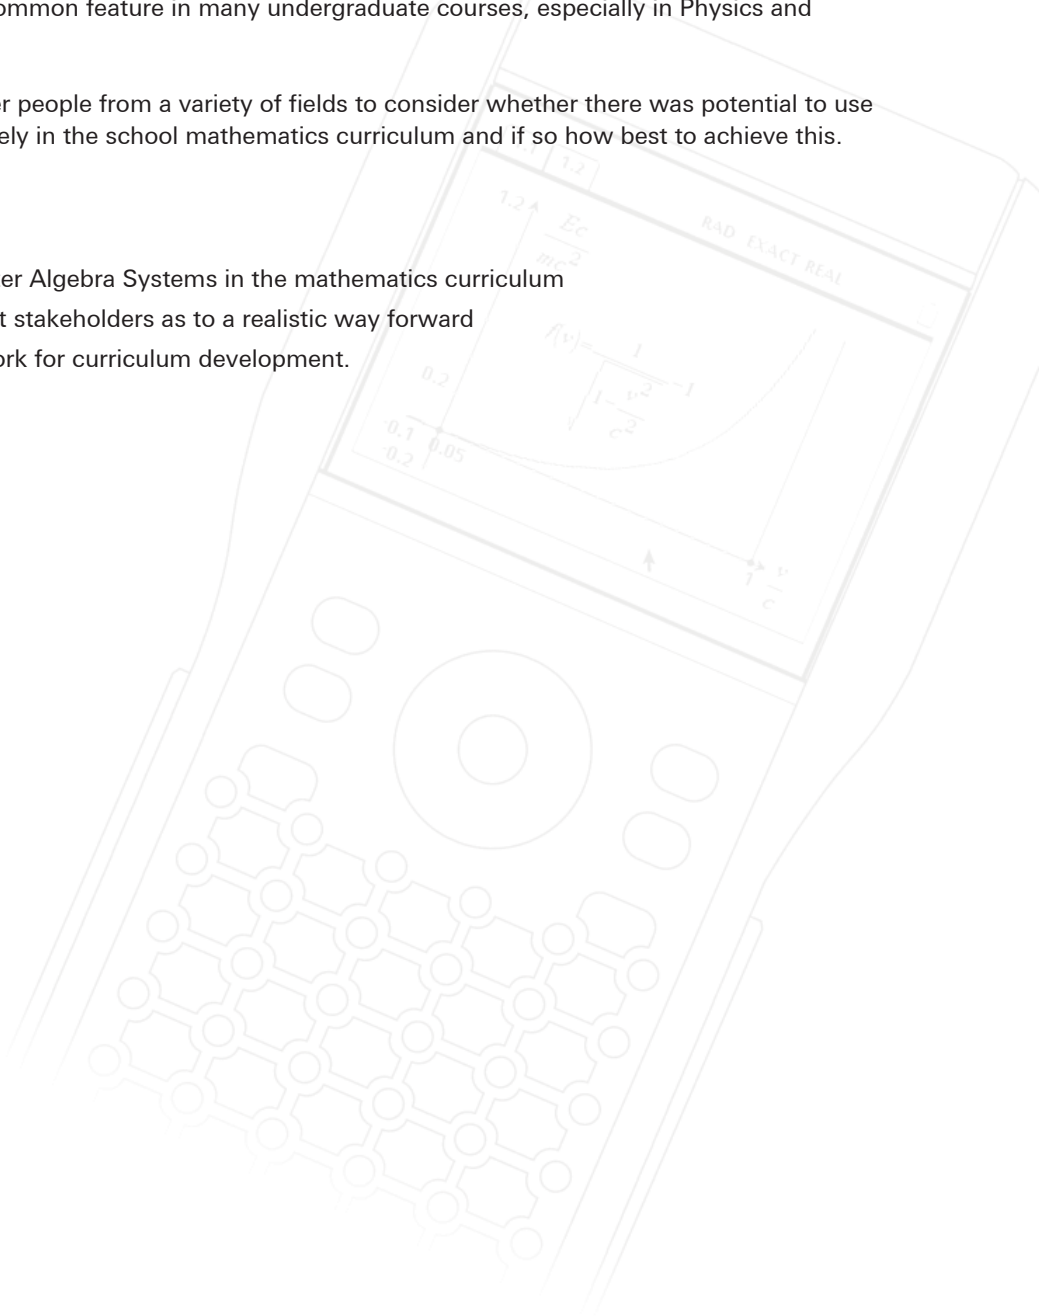 ommon feature in many undergraduate courses, especially in Physics and
r people from a variety of fields to consider whether there was potential to use
ely in the school mathematics curriculum and if so how best to achieve this.
1.2
1.2
Ec
mc2
RAD EXACT REAL
er Algebra Systems in the mathematics curriculum
t stakeholders as to a realistic way forward
f(v)= 1
-1
1- v2
c2
ork for curriculum development.
0.2
-0.1
0.05
-0.2
1
v
c